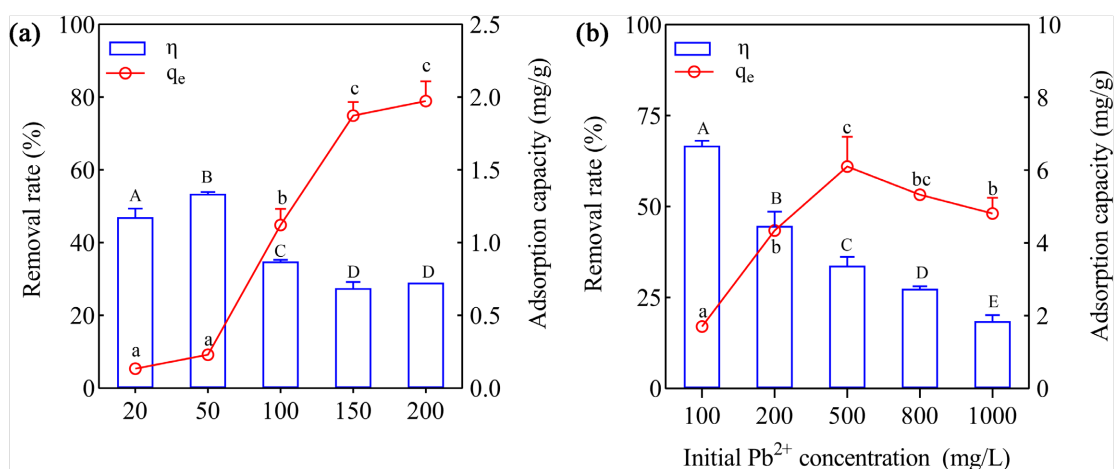 (a)
η
qe
Removal rate (%)
100
80
60
40
20
0
A
B
C
D
D
a
a
b
c
c
2.5
2.0
1.5
1.0
0.5
0.0
Adsorption capacity (mg/g)
20 50 100 150 200
(b)
η
qe
Removal rate (%)
100
75
50
25
0
A
B
C
D
E
a
b
c
bc
b
10
8
6
4
2
0
Adsorption capacity (mg/g)
100 200 500 800 1000
Initial Pb²⁺ concentration (mg/L)